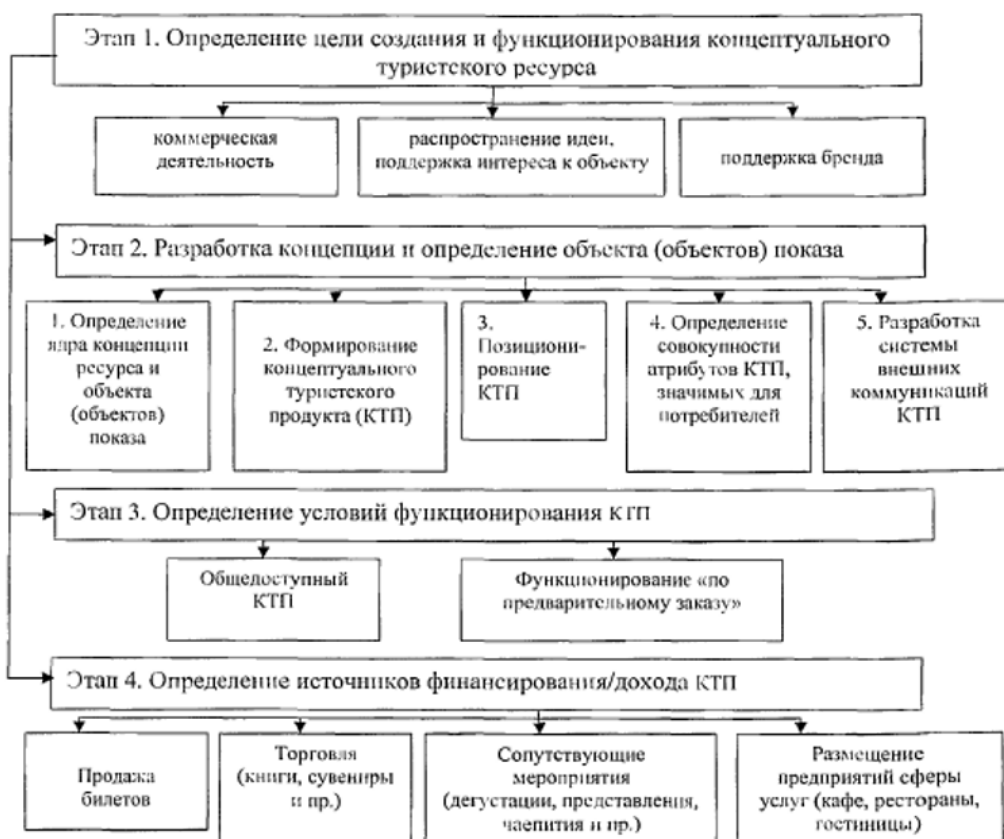 Этап 1. Определение цели создания и функционирования концептуального
туристского ресурса
коммерческая
деятельность
распространение идеи,
поддержка интереса к объекту
поддержка бренда
Этап 2. Разработка концепции и определение объекта (объектов) показа
1. Определение
ядра концепции
ресурса и
объекта
(объектов)
показа
2. Формирование
концептуального
туристского
продукта (КТП)
3.
Позициони-
рование
КТП
4. Определение
совокупности
атрибутов КТП,
значимых для
потребителей
5. Разработка
системы
внешних
коммуникаций
КТП
Этап 3. Определение условий функционирования КТП
Общедоступный
КТП
Функционирование «по
предварительному заказу»
Этап 4. Определение источников финансирования/дохода КТП
Продажа
билетов
Торговля
(книги, сувениры
и пр.)
Сопутствующие
мероприятия
(дегустации, представления,
чаепития и пр.)
Размещение
предприятий сферы
услуг (кафе, рестораны,
гостиницы)